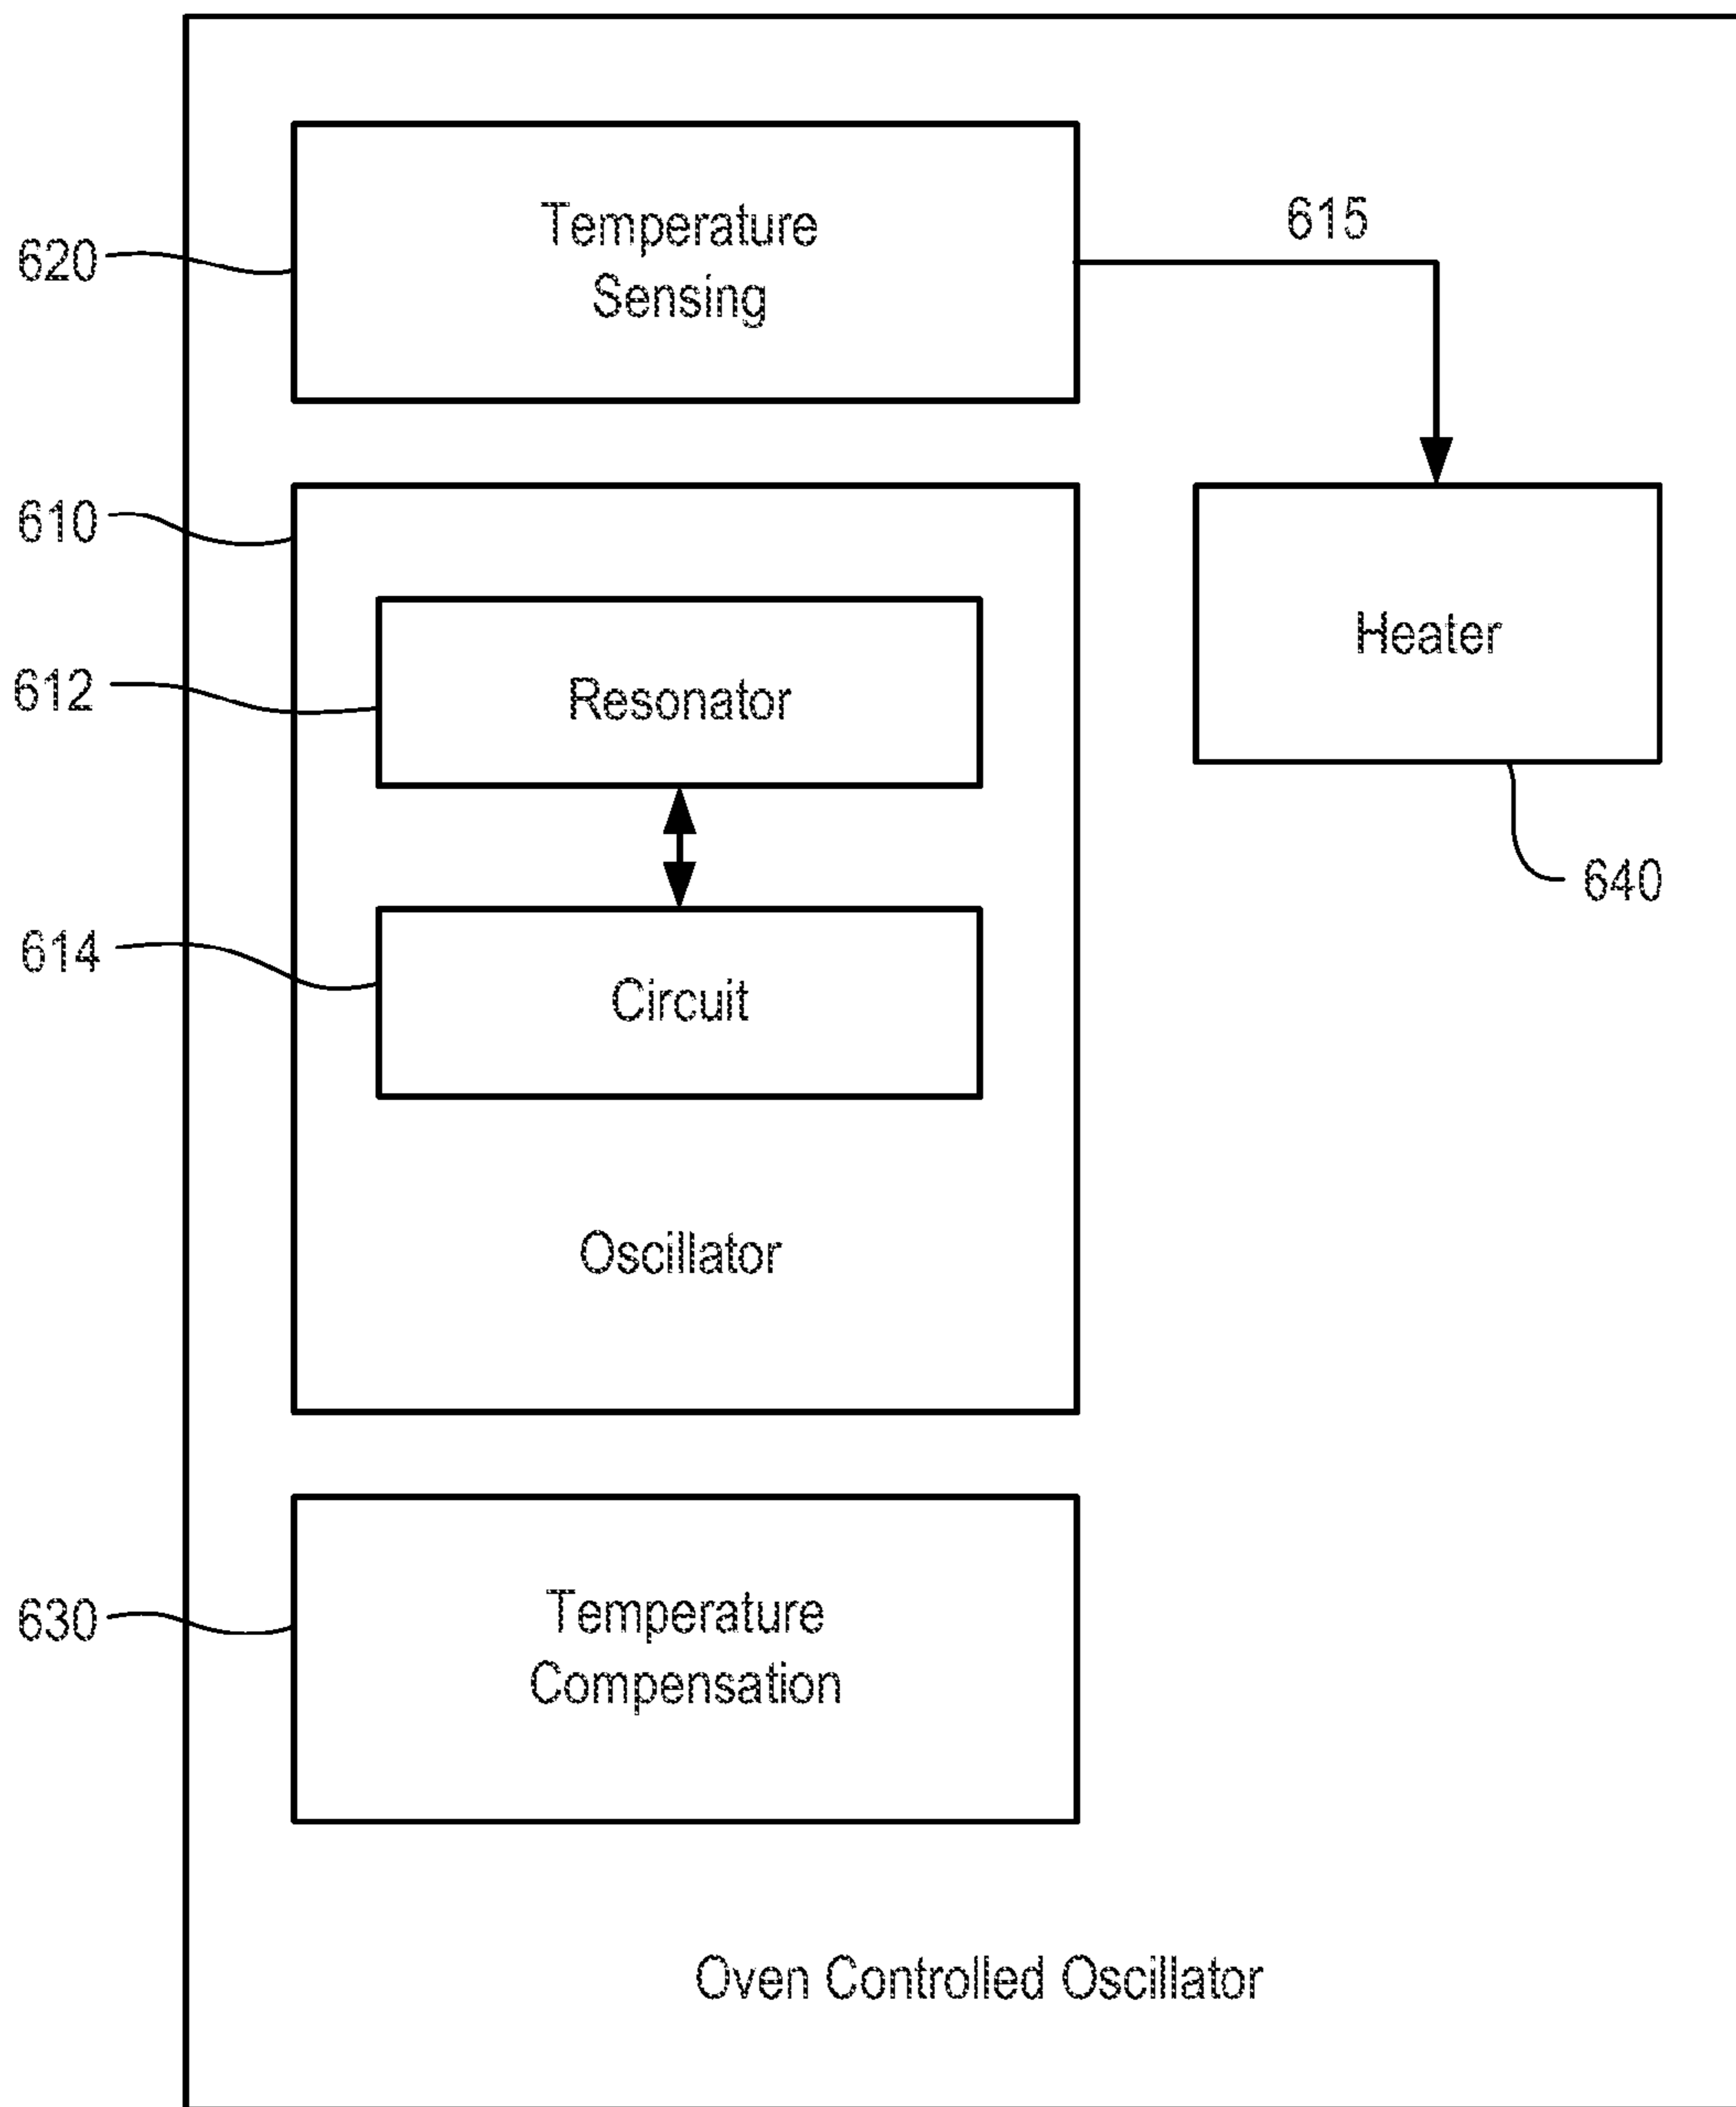 620
Temperature
Sensing
615
610
612
Resonator
Heater
640
614
Circuit
Oscillator
630
Temperature
Compensation
Oven Controlled Oscillator